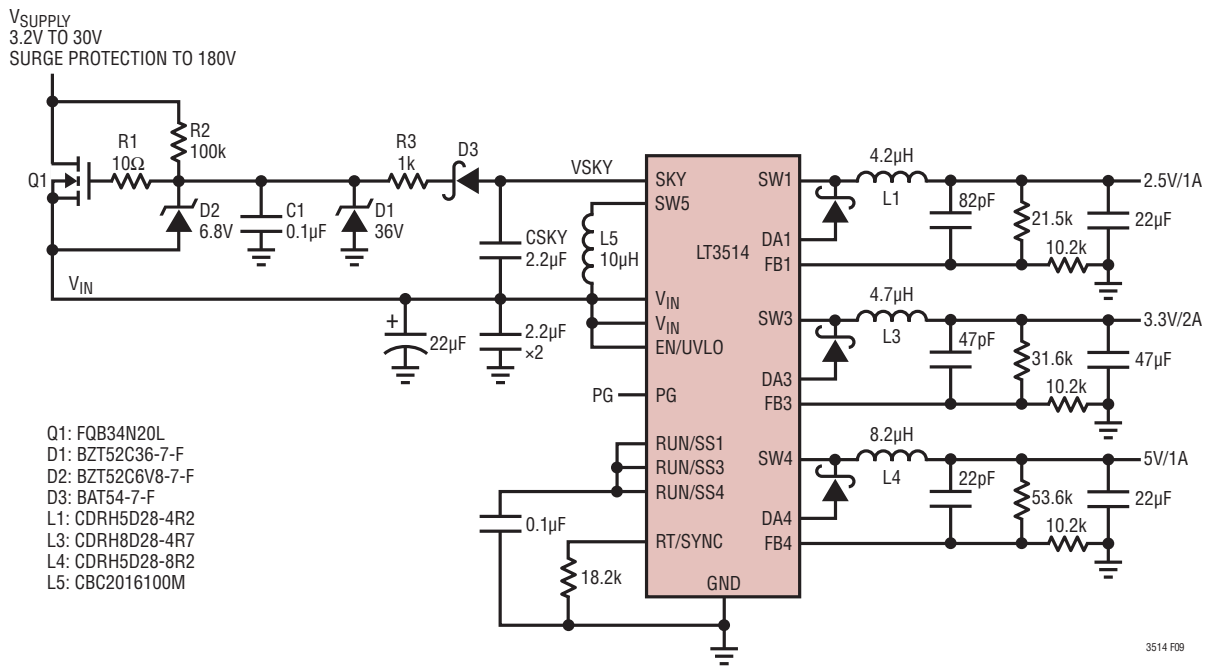 VSUPPLY
3.2V TO 30V
SURGE PROTECTION TO 180V
Q1
R1
10Ω
R2
100k
D2
6.8V
C1
0.1µF
D1
36V
R3
1k
D3
VSKY
CSKY
2.2µF
L5
10µH
VIN
+
22µF
2.2µF
×2
PG
0.1µF
18.2k
SKY
SW5
VIN
VIN
EN/UVLO
PG
RUN/SS1
RUN/SS3
RUN/SS4
RT/SYNC
GND
LT3514
SW1
DA1
FB1
SW3
DA3
FB3
SW4
DA4
FB4
4.2µH
L1
82pF
21.5k
10.2k
22µF
2.5V/1A
4.7µH
L3
47pF
31.6k
10.2k
47µF
3.3V/2A
8.2µH
L4
22pF
53.6k
10.2k
22µF
5V/1A
Q1: FQB34N20L
D1: BZT52C36-7-F
D2: BZT52C6V8-7-F
D3: BAT54-7-F
L1: CDRH5D28-4R2
L3: CDRH8D28-4R7
L4: CDRH5D28-8R2
L5: CBC2016100M
3514 F09